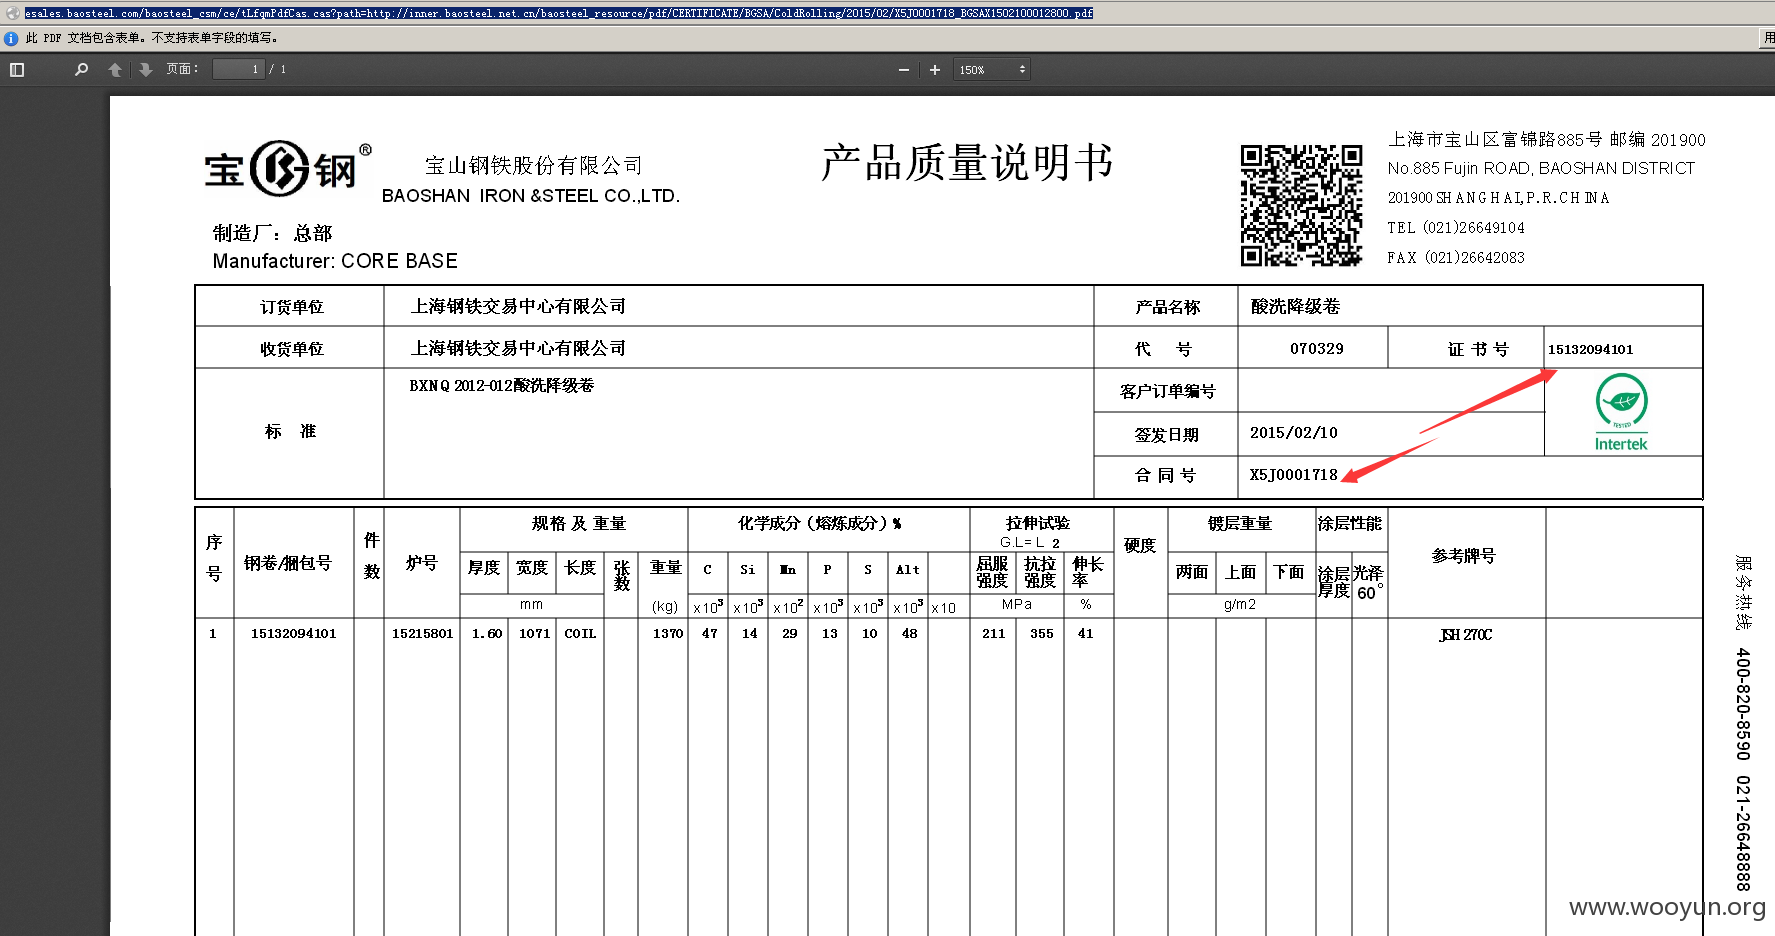 esales.baosteel.com/baosteel_csm/ce/tLfqmPdfCas.cas?path=http://inner.baosteel.net.cn/baosteel_resource/pdf/CERTIFICATE/BGSA/ColdRolling/2015/02/X5J0001718_BGSAX1502100012800.pdf
此 PDF 文档包含表单。不支持表单字段的填写。
用
页面： 1 / 1
150%
宝 钢 ®
宝山钢铁股份有限公司
BAOSHAN IRON &STEEL CO.,LTD.
产品质量说明书
上海市宝山区富锦路885号 邮编 201900
No.885 Fujin ROAD, BAOSHAN DISTRICT
201900 SHANGHAI,P.R.CHINA
TEL (021)26649104
FAX (021)26642083
制造厂：总部
Manufacturer: CORE BASE
订货单位 上海钢铁交易中心有限公司 产品名称 酸洗降级卷
收货单位 上海钢铁交易中心有限公司 代 号 070329 证 书 号 15132094101
标 准 BXNQ 2012-012酸洗降级卷
客户订单编号
签发日期 2015/02/10
合 同 号 X5J0001718
TESTED
Intertek
序号 钢卷/捆包号 件数 炉号 规格 及 重量 化学成分（熔炼成分）% 拉伸试验 硬度 镀层重量 涂层性能 参考牌号
G.L= L 2
厚度 宽度 长度 张数 重量 C Si Mn P S Alt 屈服强度 抗拉强度 伸长率 两面 上面 下面 涂层厚度 光泽60°
mm (kg) x10³ x10³ x10² x10³ x10³ x10³ x10 MPa % g/m2
1 15132094101 15215801 1.60 1071 COIL 1370 47 14 29 13 10 48 211 355 41 JSH 270C
服务热线 400-820-8590 021-26648888
www.wooyun.org